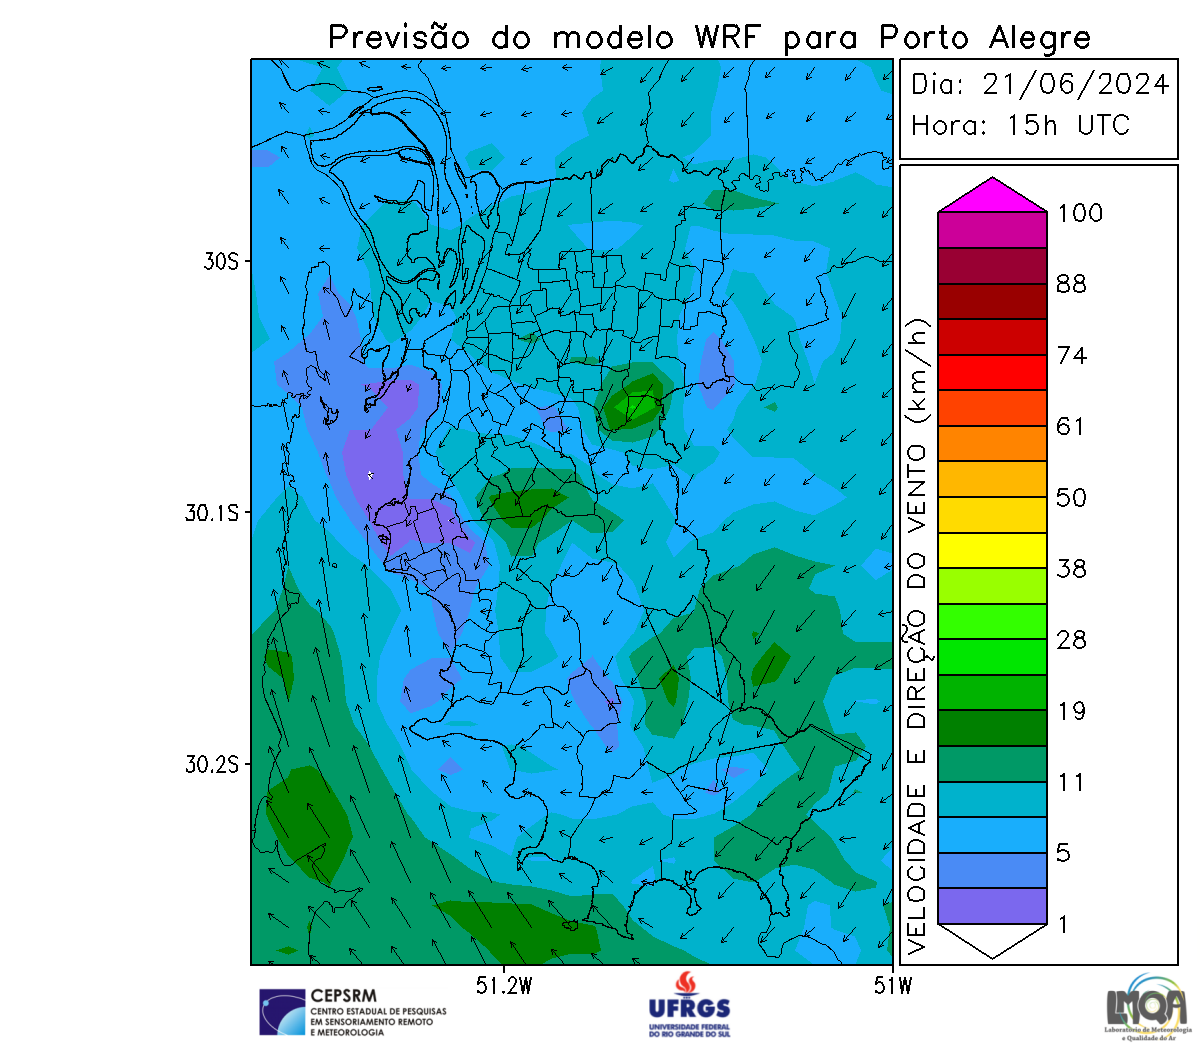 Previsão do modelo WRF para Porto Alegre
Dia: 21/06/2024
Hora: 15h UTC
30S
30.1S
30.2S
51.2W
51W
VELOCIDADE E DIREÇÃO DO VENTO (km/h)
100
88
74
61
50
38
28
19
11
5
1
CEPSRM
CENTRO ESTADUAL DE PESQUISAS
EM SENSORIAMENTO REMOTO
E METEOROLOGIA
UFRGS
UNIVERSIDADE FEDERAL
DO RIO GRANDE DO SUL
LMQA
Laboratório de Meteorologia
e Qualidade do Ar